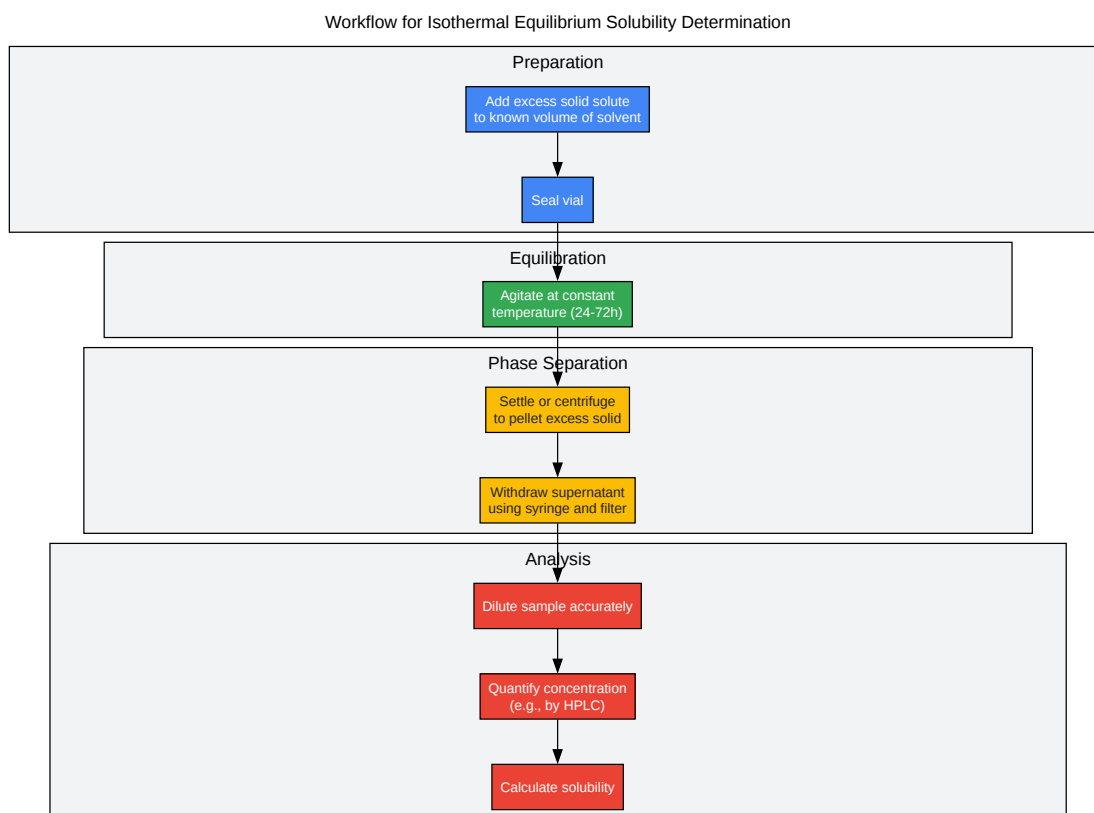 Workflow for Isothermal Equilibrium Solubility Determination
Preparation
Add excess solid solute
to known volume of solvent
Seal vial
Equilibration
Agitate at constant
temperature (24-72h)
Phase Separation
Settle or centrifuge
to pellet excess solid
Withdraw supernatant
using syringe and filter
Analysis
Dilute sample accurately
Quantify concentration
(e.g., by HPLC)
Calculate solubility